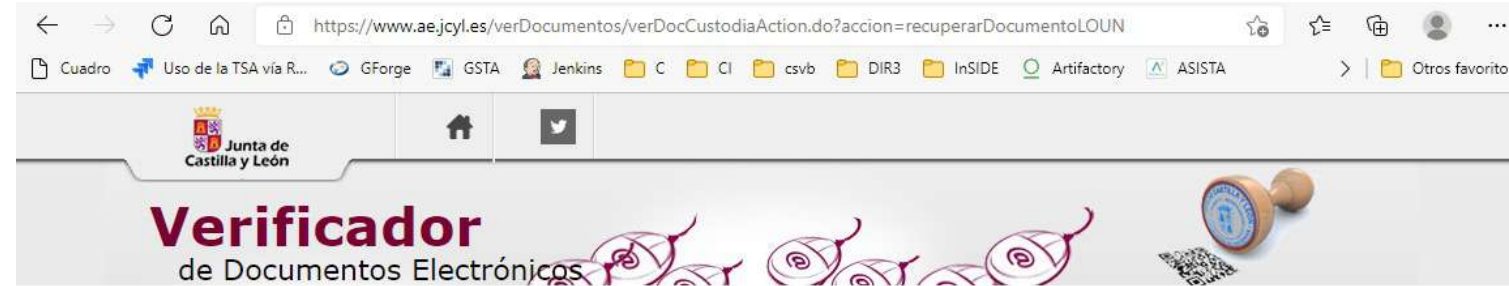 https://www.ae.jcyl.es/verDocumentos/verDocCustodiaAction.do?accion=recuperarDocumentoLOUN
Cuadro Uso de la TSA vía R... GForge GSTA Jenkins C CI csvb DIR3 InSIDE Artifactory ASISTA Otros favorito
Junta de
Castilla y León
Verificador
de Documentos Electrónicos